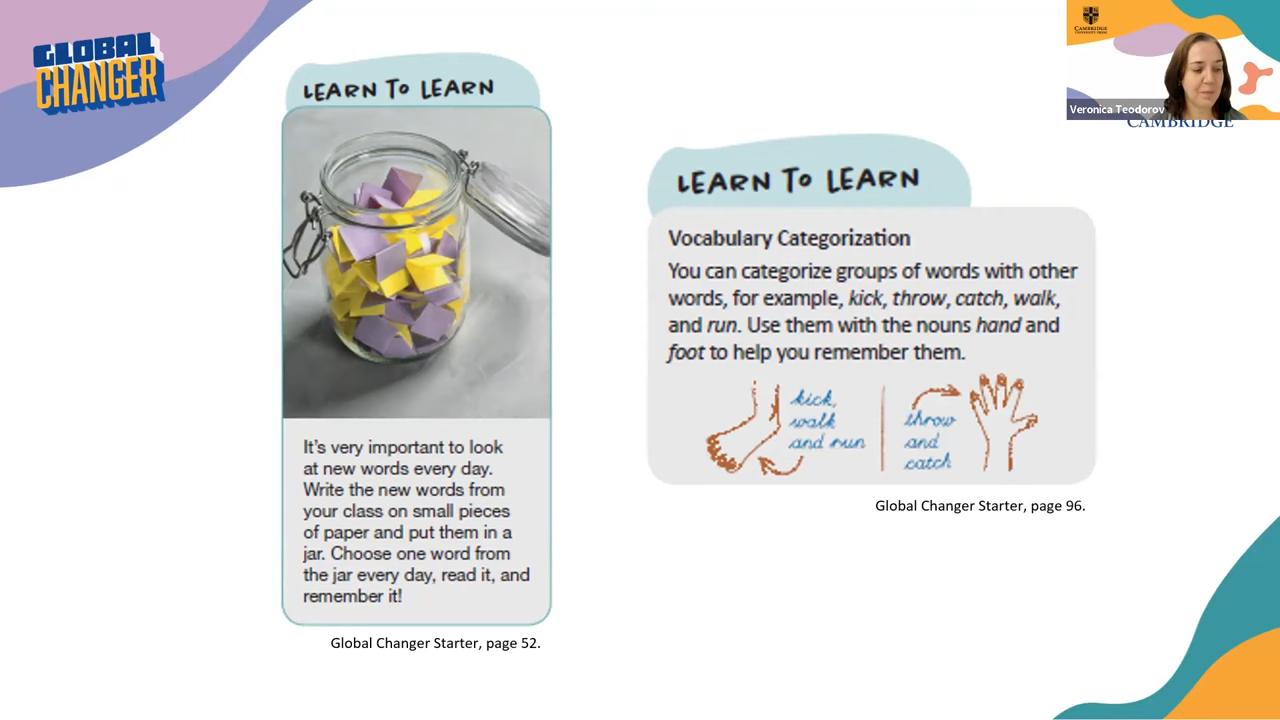 GLOBAL
CHANGER
LEARN TO LEARN
It's very important to look
at new words every day.
Write the new words from
your class on small pieces
of paper and put them in a
jar. Choose one word from
the jar every day, read it, and
remember it!
Global Changer Starter, page 52.
LEARN TO LEARN
Vocabulary Categorization
You can categorize groups of words with other
words, for example, kick, throw, catch, walk,
and run. Use them with the nouns hand and
foot to help you remember them.
kick,
walk
and run
throw
and
catch
Global Changer Starter, page 96.
CAMBRIDGE
Veronica Teodorov
CAMBRIDGE